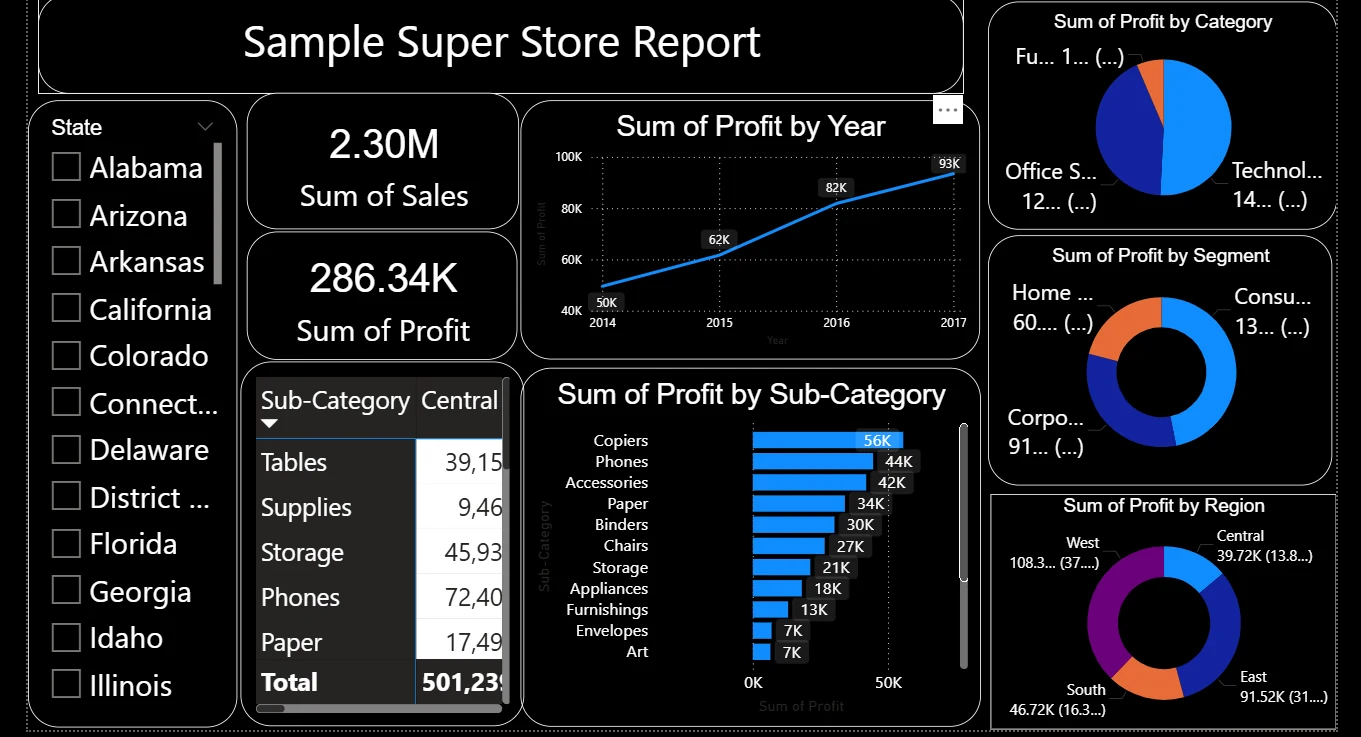 Sample Super Store Report
State
Alabama
Arizona
Arkansas
California
Colorado
Connect...
Delaware
District ...
Florida
Georgia
Idaho
Illinois
2.30M
Sum of Sales
286.34K
Sum of Profit
Sub-Category Central
Tables 39,15
Supplies 9,46
Storage 45,93
Phones 72,40
Paper 17,49
Total 501,239
Sum of Profit by Year
Sum of Profit
100K
80K
60K
40K
50K
62K
82K
93K
2014 2015 2016 2017
Year
Sum of Profit by Sub-Category
Sub-Category
Copiers 56K
Phones 44K
Accessories 42K
Paper 34K
Binders 30K
Chairs 27K
Storage 21K
Appliances 18K
Furnishings 13K
Envelopes 7K
Art 7K
0K 50K
Sum of Profit
Sum of Profit by Category
Fu... 1... (...)
Office S...
12... (...)
Technol...
14... (...)
Sum of Profit by Segment
Home ...
60.... (...)
Consu...
13... (...)
Corpo...
91... (...)
Sum of Profit by Region
West
108.3... (37....)
Central
39.72K (13.8...)
South
46.72K (16.3...)
East
91.52K (31....)